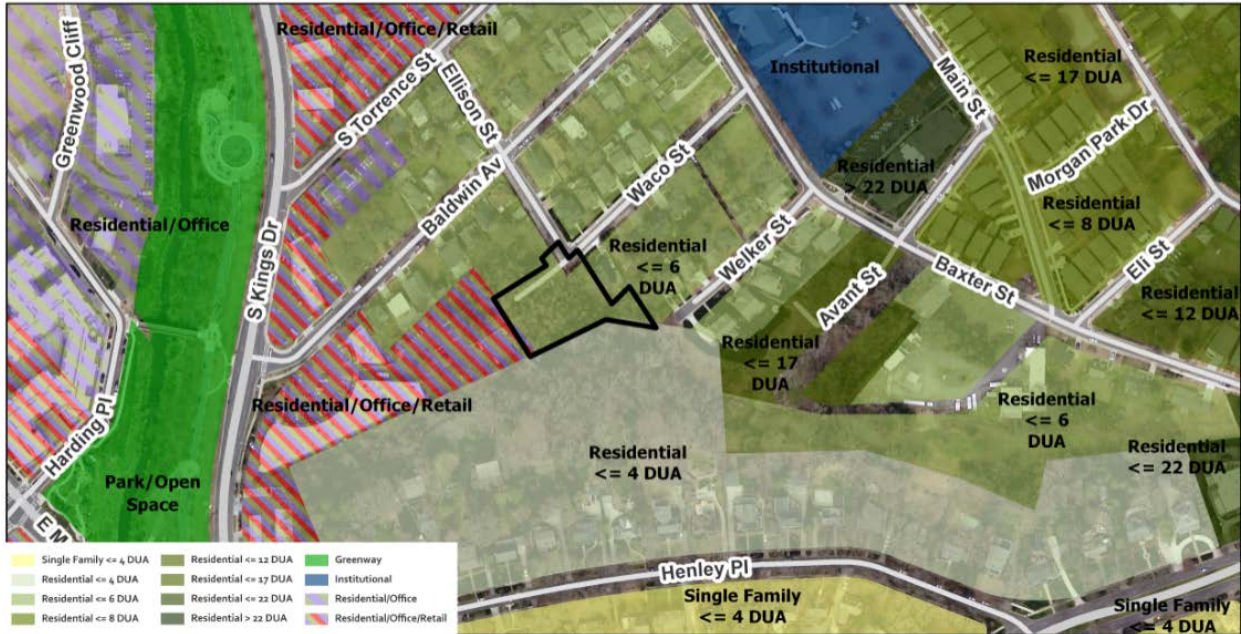 Residential/Office/Retail
Greenwood Cliff
S Torrence St
Ellison St
Institutional
Main St
Residential
<= 17 DUA
Morgan Park Dr
Baldwin Av
Waco St
Residential
> 22 DUA
Residential/Office
S Kings Dr
Residential
<= 8 DUA
Residential
<= 6
DUA
Welker St
Eli St
Avant St
Baxter St
Residential
<= 12 DUA
Residential
<= 17
DUA
Residential/Office/Retail
Harding Pl
Residential
<= 6
DUA
Residential
<= 4 DUA
Residential
<= 22 DUA
Park/Open
Space
E M
Henley Pl
Single Family
<= 4 DUA
Single Family
<= 4 DUA
Single Family <= 4 DUA
Residential <= 4 DUA
Residential <= 6 DUA
Residential <= 8 DUA
Residential <= 12 DUA
Residential <= 17 DUA
Residential <= 22 DUA
Residential > 22 DUA
Greenway
Institutional
Residential/Office
Residential/Office/Retail